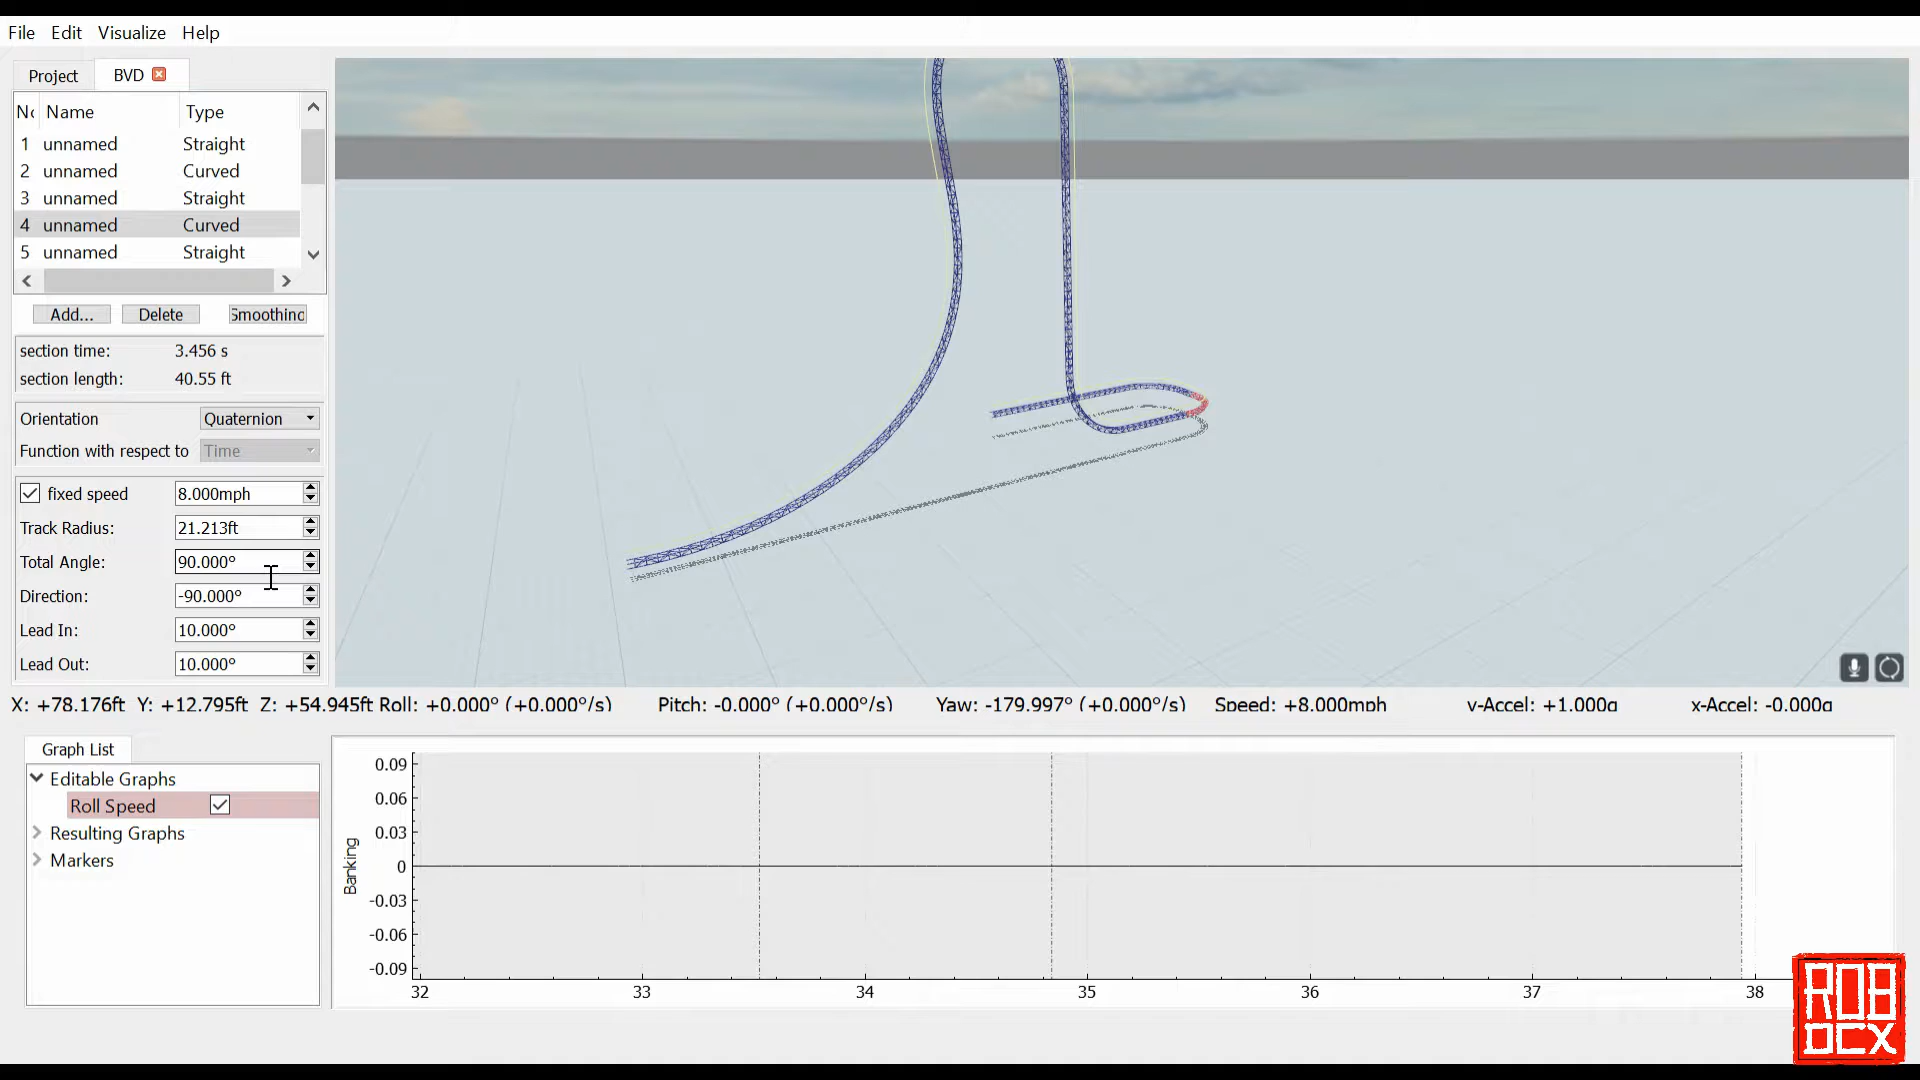 File Edit Visualize Help
Project BVD
No Name Type
1 unnamed Straight
2 unnamed Curved
3 unnamed Straight
4 unnamed Curved
5 unnamed Straight
Add... Delete Smoothing
section time: 3.456 s
section length: 40.55 ft
Orientation Quaternion
Function with respect to Time
fixed speed 8.000mph
Track Radius: 21.213ft
Total Angle: 90.000°
Direction: -90.000°
Lead In: 10.000°
Lead Out: 10.000°
X: +78.176ft Y: +12.795ft Z: +54.945ft Roll: +0.000° (+0.000°/s) Pitch: -0.000° (+0.000°/s) Yaw: -179.997° (+0.000°/s) Speed: +8.000mph y-Accel: +1.000g x-Accel: -0.000g
Graph List
Editable Graphs
Roll Speed
Resulting Graphs
Markers
Banking
0.09
0.06
0.03
0
-0.03
-0.06
-0.09
32 33 34 35 36 37 38
ROB
DCX